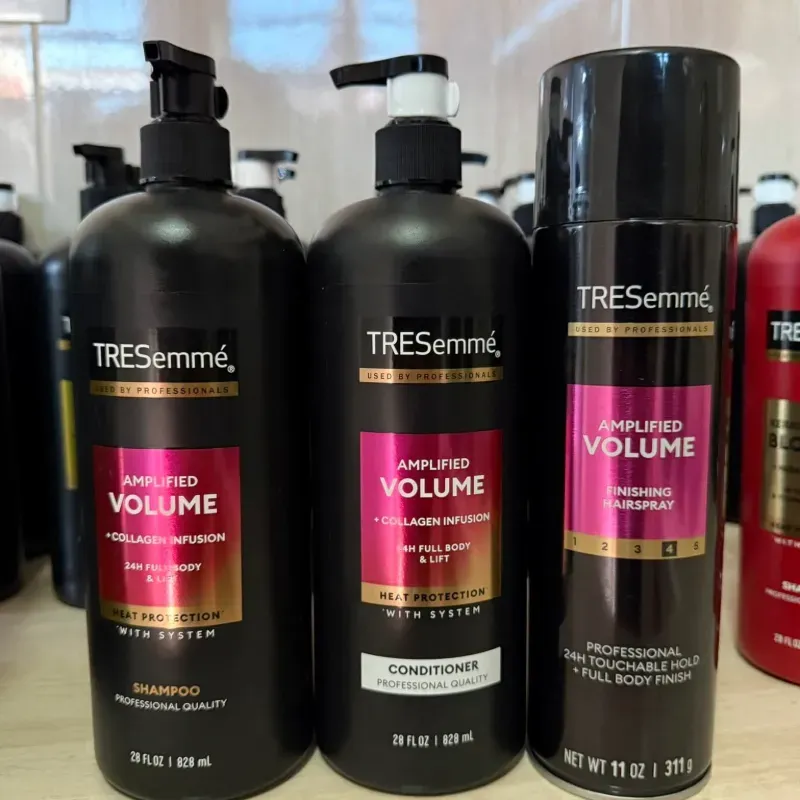 TRESemmé®
USED BY PROFESSIONALS
AMPLIFIED
VOLUME
+COLLAGEN INFUSION
24H FULL BODY
& LIFT
HEAT PROTECTION*
*WITH SYSTEM
SHAMPOO
PROFESSIONAL QUALITY
28 FL OZ | 828 mL
TRESemmé®
USED BY PROFESSIONALS
AMPLIFIED
VOLUME
+ COLLAGEN INFUSION
24H FULL BODY
& LIFT
HEAT PROTECTION*
*WITH SYSTEM
CONDITIONER
PROFESSIONAL QUALITY
28 FL OZ | 828 mL
TRESemmé®
USED BY PROFESSIONALS
AMPLIFIED
VOLUME
FINISHING
HAIRSPRAY
1 2 3 4 5
PROFESSIONAL
24H TOUCHABLE HOLD
+ FULL BODY FINISH
NET WT 11 OZ | 311 g
TRE